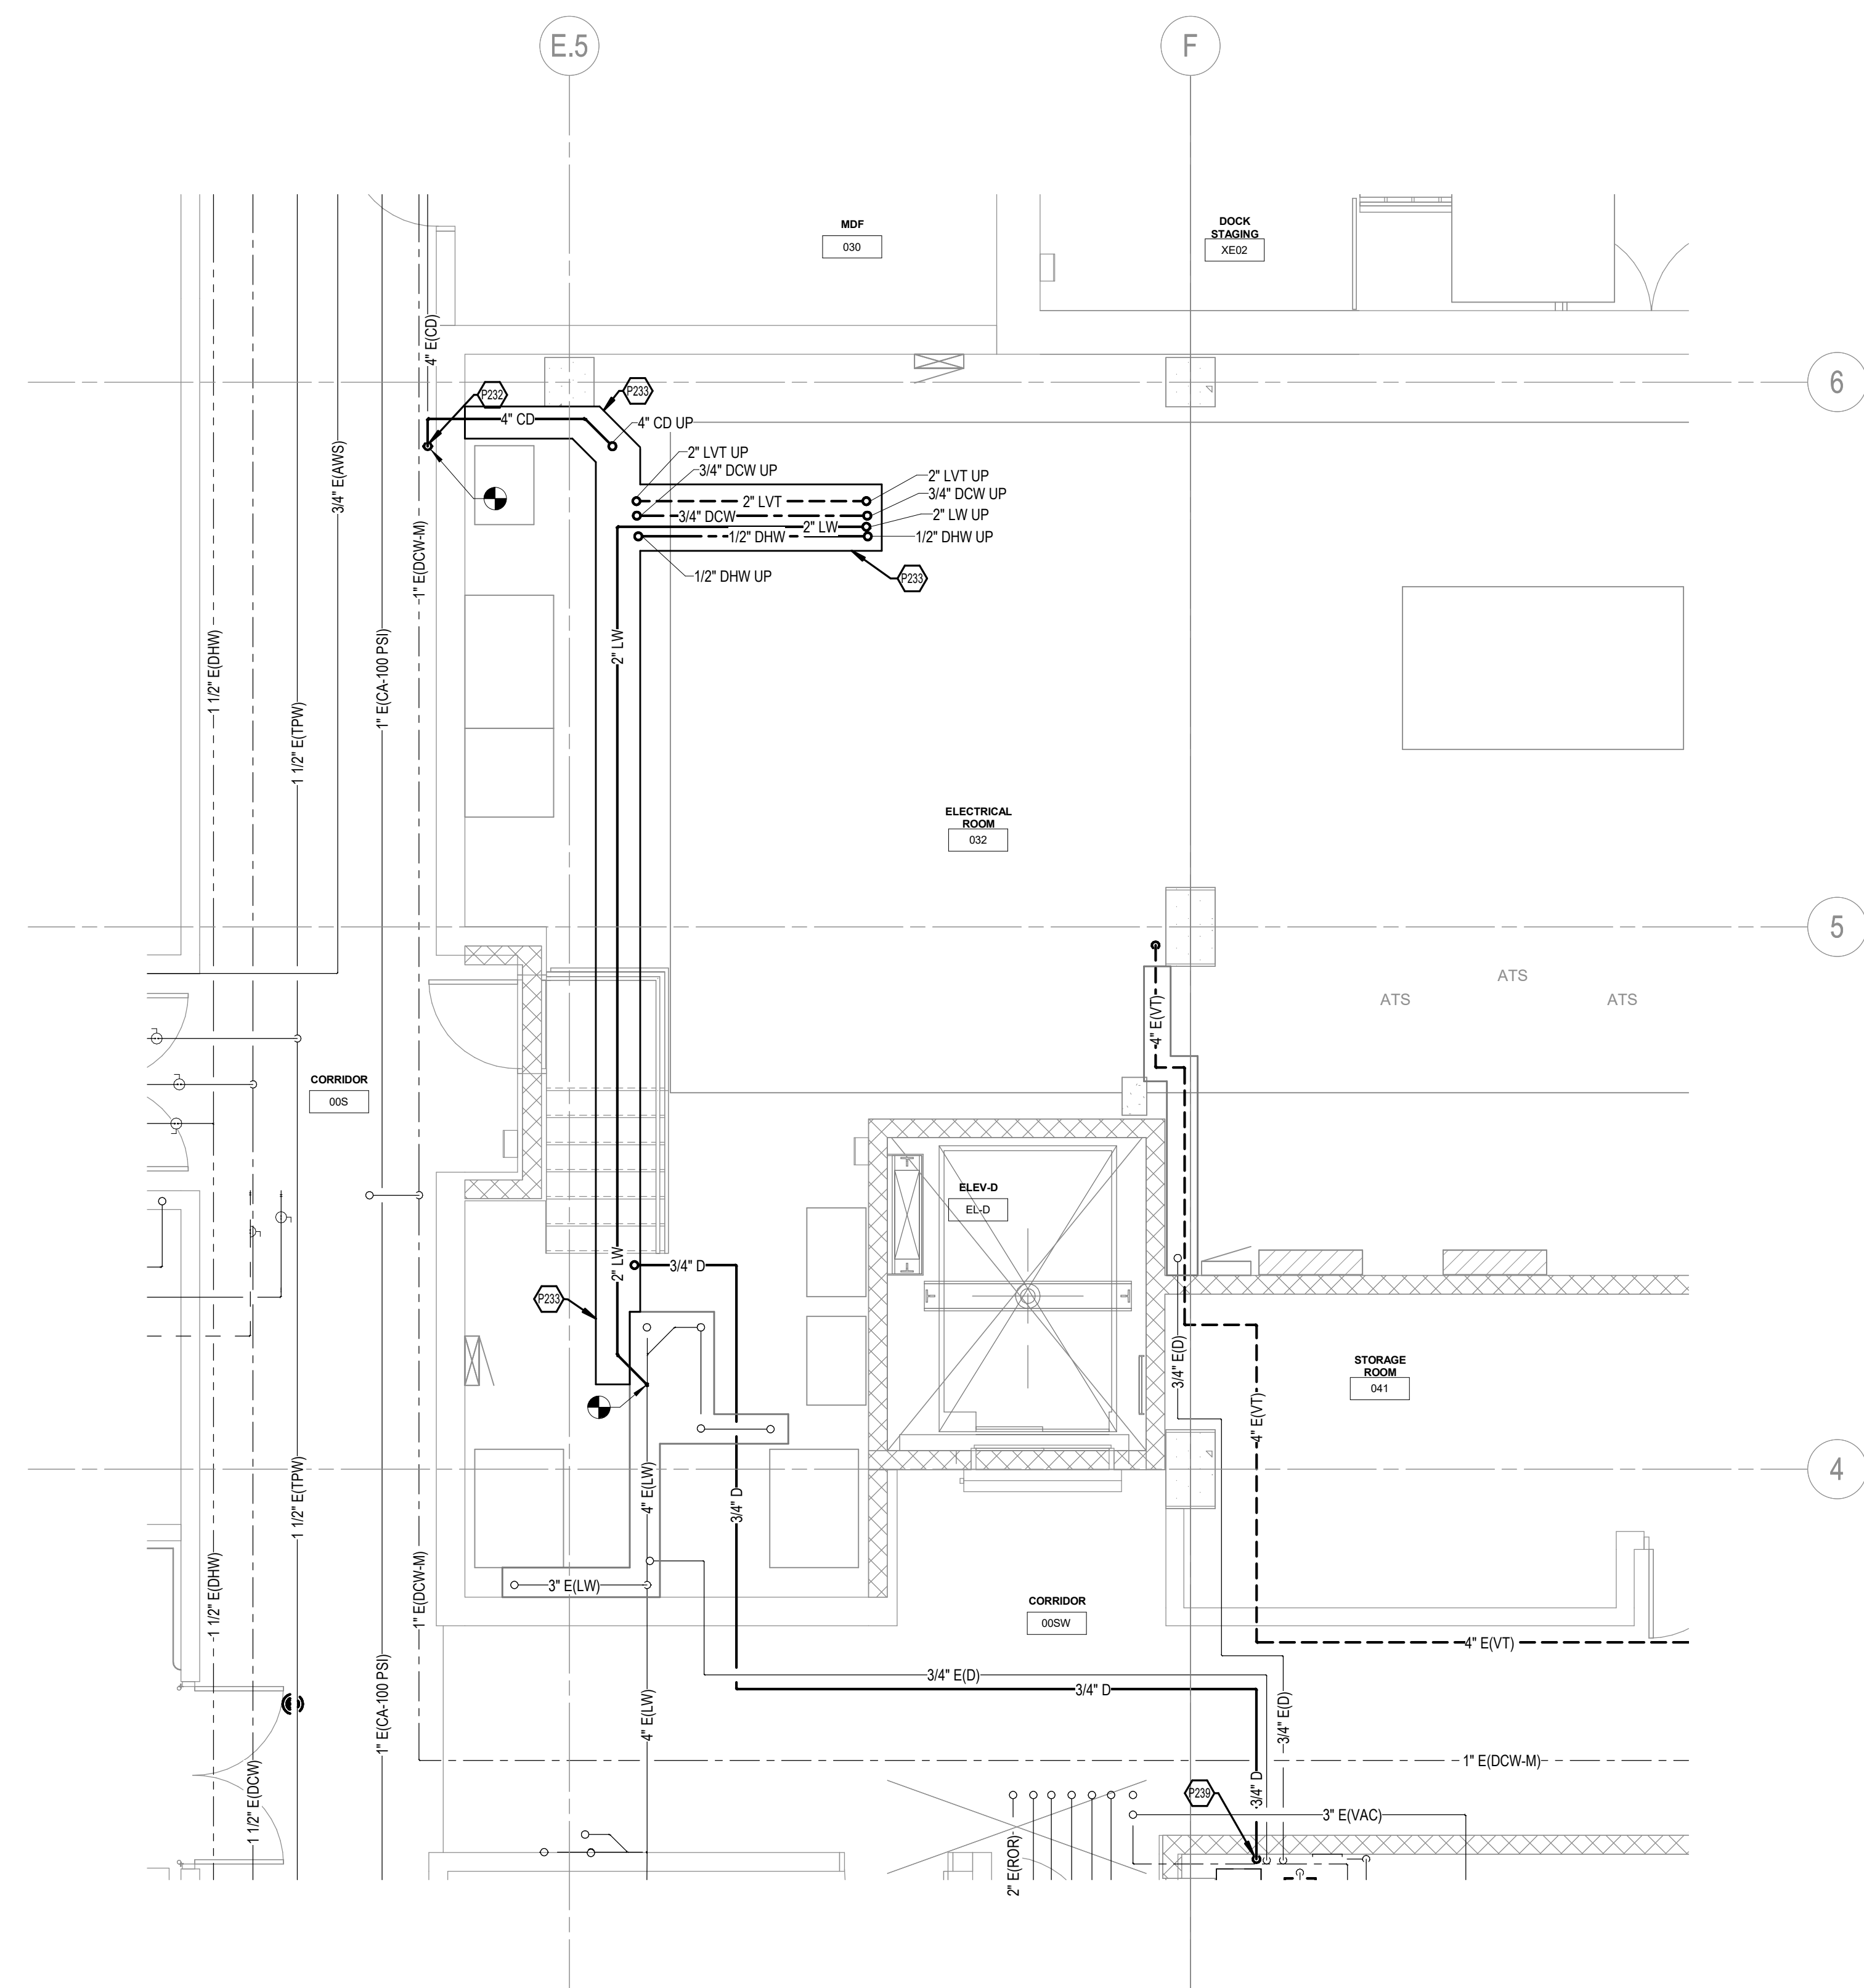 E.5
F
MDF
030
DOCK
STAGING
XE02
4" E(CD)
6
P232
P233
4" CD
4" CD UP
3/4" E(AWS)
2" LVT UP
3/4" DCW UP
2" LVT UP
3/4" DCW UP
2" LVT
3/4" DCW
2" LW
2" LW UP
1/2" DHW
1/2" DHW UP
1/2" DHW UP
P233
1" E(DCW-M)
1 1/2" E(DHW)
1" E(CA-100 PSI)
2" LW
1 1/2" E(TPW)
ELECTRICAL
ROOM
032
5
ATS
ATS
ATS
4" E(VT)
CORRIDOR
00S
ELEV-D
EL-D
2" LW
3/4" D
P233
3/4" E(D)
STORAGE
ROOM
041
4" E(VT)
4
1 1/2" E(TPW)
4" E(LW)
3/4" D
1 1/2" E(DHW)
1" E(DCW-M)
3" E(LW)
CORRIDOR
00SW
4" E(VT)
3/4" E(D)
3/4" D
1" E(CA-100 PSI)
4" E(LW)
3/4" E(D)
1" E(DCW-M)
1 1/2" E(DCW)
P239
3/4" D
3" E(VAC)
2" E(ROR)